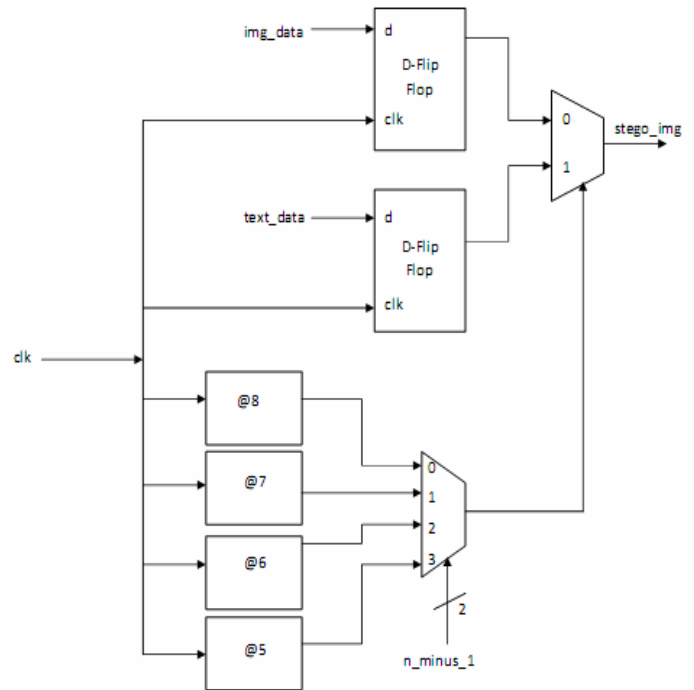 img_data
d
D-Flip
Flop
clk
0
stego_img
1
text_data
d
D-Flip
Flop
clk
clk
@8
0
@7
1
2
@6
3
2
@5
n_minus_1